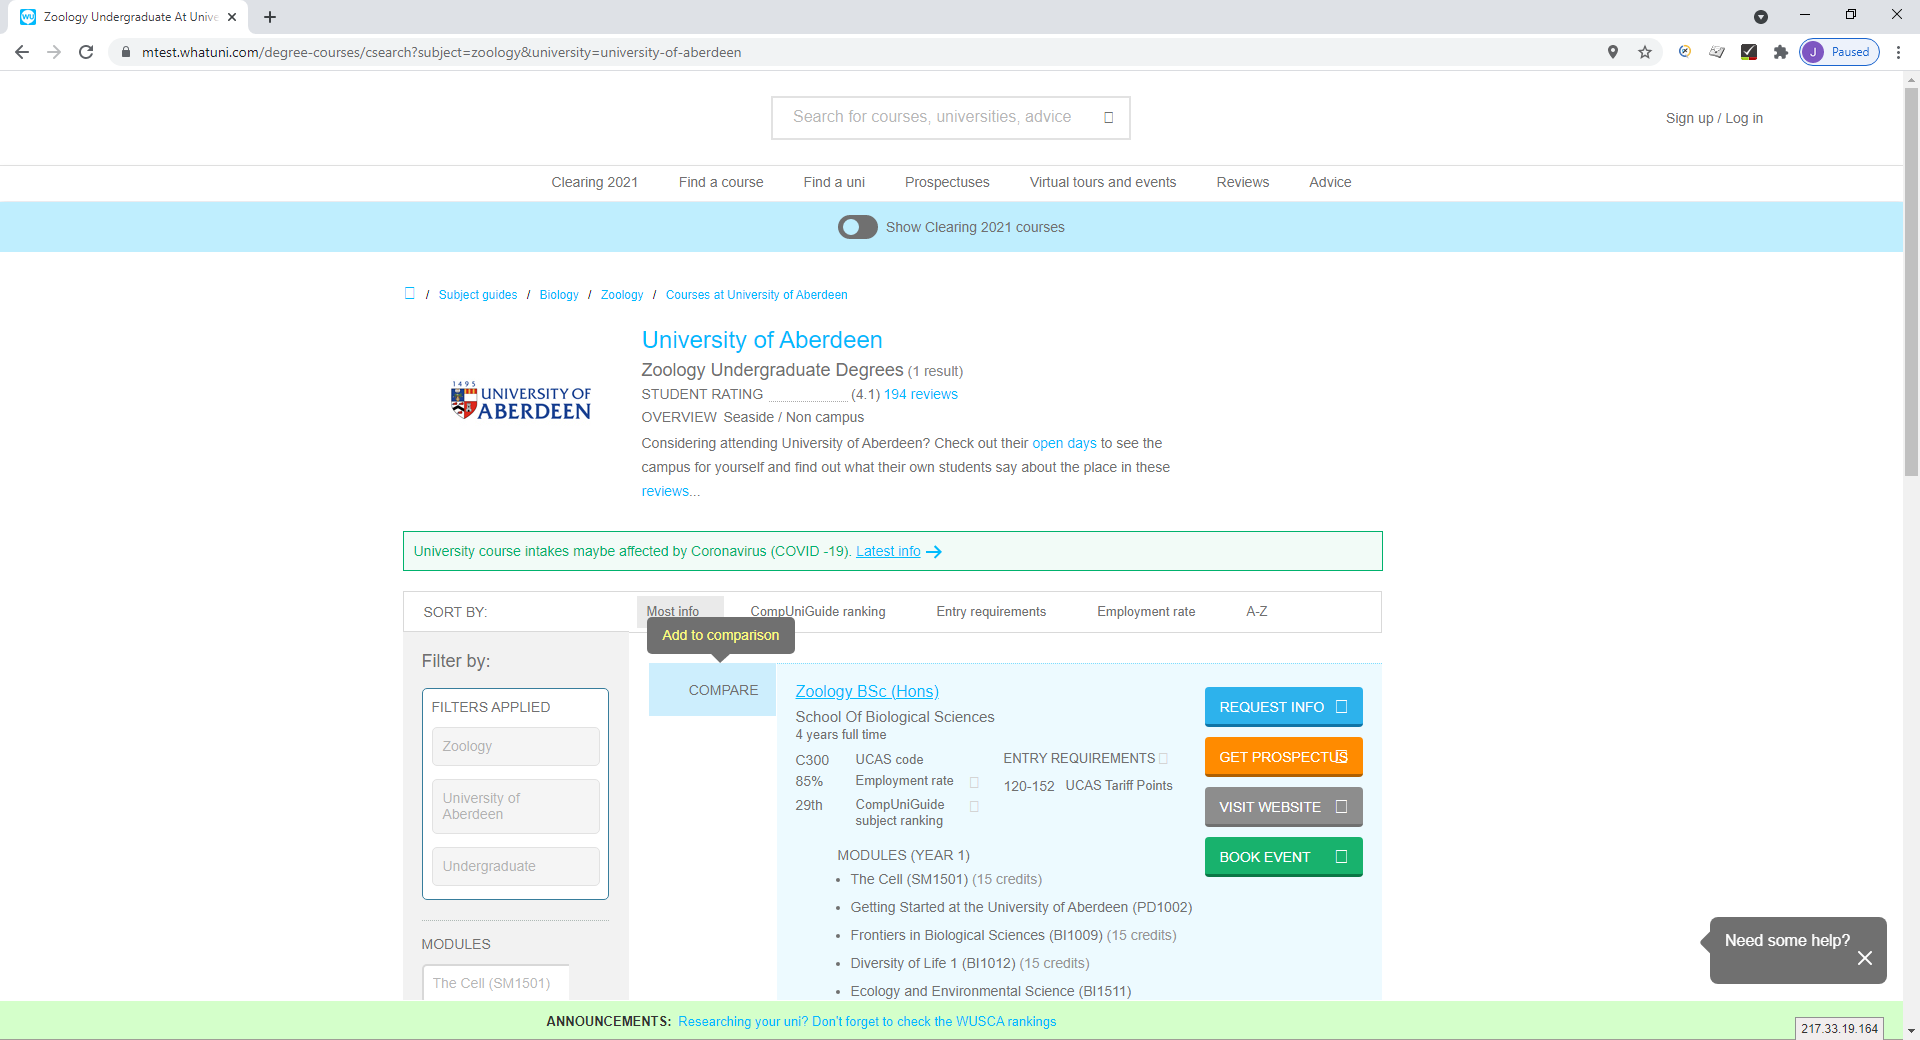 Zoology Undergraduate At Unive
mtest.whatuni.com/degree-courses/csearch?subject=zoology&university=university-of-aberdeen
J Paused
Search for courses, universities, advice
Sign up / Log in
Clearing 2021 Find a course Find a uni Prospectuses Virtual tours and events Reviews Advice
Show Clearing 2021 courses
/ Subject guides / Biology / Zoology / Courses at University of Aberdeen
University of Aberdeen
Zoology Undergraduate Degrees (1 result)
1495
UNIVERSITY OF
ABERDEEN
STUDENT RATING (4.1) 194 reviews
OVERVIEW Seaside / Non campus
Considering attending University of Aberdeen? Check out their open days to see the
campus for yourself and find out what their own students say about the place in these
reviews...
University course intakes maybe affected by Coronavirus (COVID -19). Latest info
SORT BY: Most info CompUniGuide ranking Entry requirements Employment rate A-Z
Add to comparison
Filter by:
FILTERS APPLIED
Zoology
University of
Aberdeen
Undergraduate
MODULES
The Cell (SM1501)
COMPARE
Zoology BSc (Hons)
School Of Biological Sciences
4 years full time
C300 UCAS code
85% Employment rate
29th CompUniGuide
subject ranking
ENTRY REQUIREMENTS
120-152 UCAS Tariff Points
REQUEST INFO
GET PROSPECTUS
VISIT WEBSITE
BOOK EVENT
MODULES (YEAR 1)
• The Cell (SM1501) (15 credits)
• Getting Started at the University of Aberdeen (PD1002)
• Frontiers in Biological Sciences (BI1009) (15 credits)
• Diversity of Life 1 (BI1012) (15 credits)
• Ecology and Environmental Science (BI1511)
Need some help?
ANNOUNCEMENTS: Researching your uni? Don't forget to check the WUSCA rankings
217.33.19.164